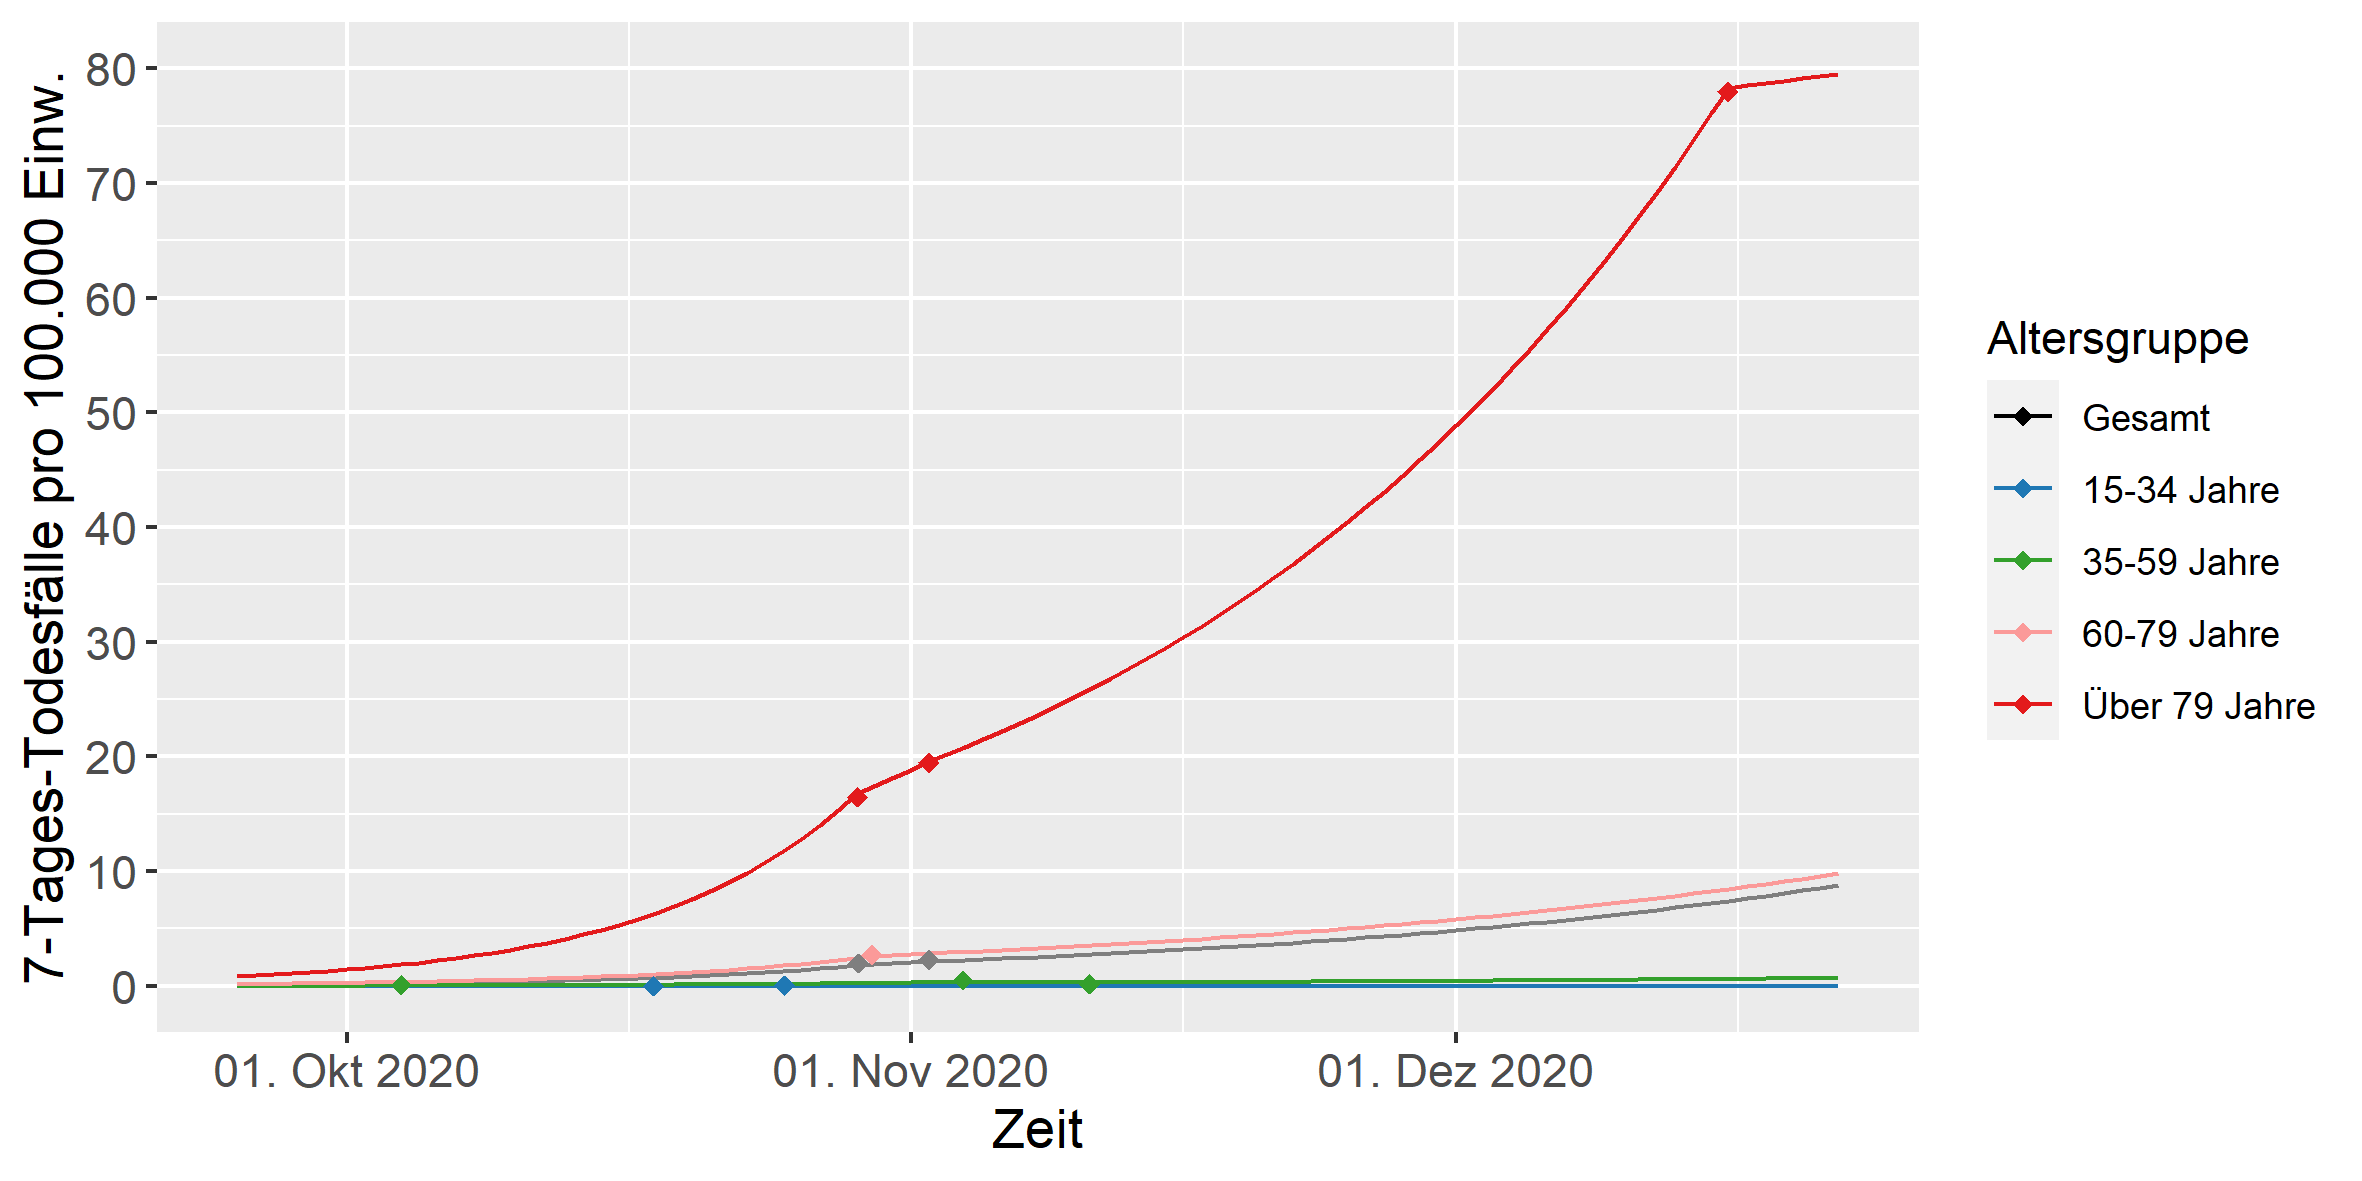 7-Tages-Todesfälle pro 100.000 Einw.
80
70
60
50
40
30
20
10
0
01. Okt 2020
01. Nov 2020
01. Dez 2020
Zeit
Altersgruppe
Gesamt
15-34 Jahre
35-59 Jahre
60-79 Jahre
Über 79 Jahre